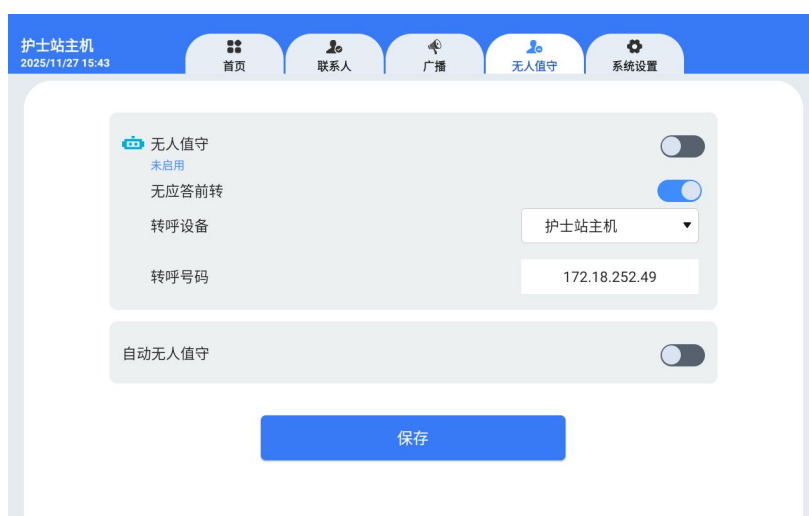 护士站主机
2025/11/27 15:43
首页
联系人
广播
无人值守
系统设置
无人值守
未启用
无应答前转
转呼设备
护士站主机
转呼号码
172.18.252.49
自动无人值守
保存